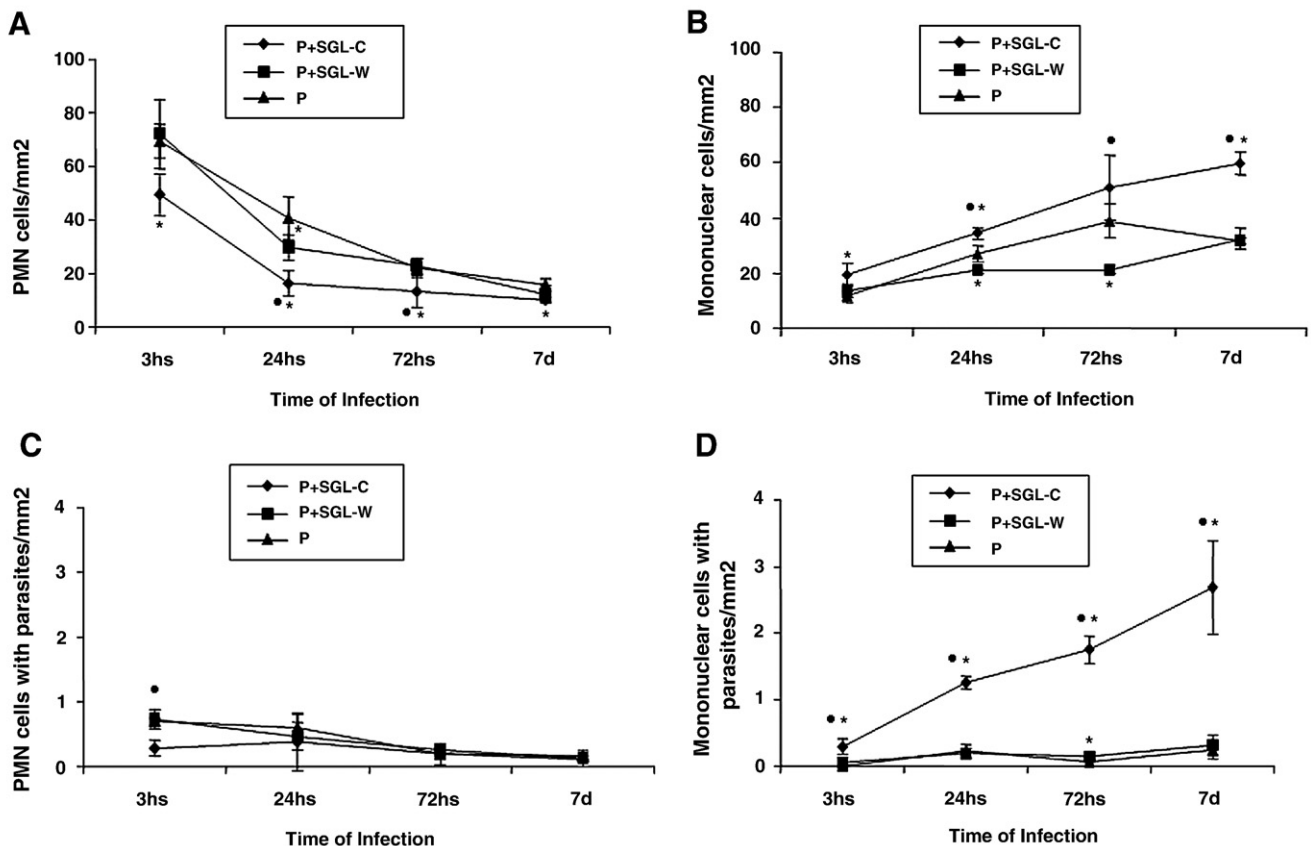 A
P+SGL-C
P+SGL-W
P
PMN cells/mm2
100
80
60
40
20
0
* * * * *
3hs 24hs 72hs 7d
Time of Infection
B
P+SGL-C
P+SGL-W
P
Mononuclear cells/mm2
100
80
60
40
20
0
* * * * *
3hs 24hs 72hs 7d
Time of Infection
C
P+SGL-C
P+SGL-W
P
PMN cells with parasites/mm2
4
3
2
1
0
3hs 24hs 72hs 7d
Time of Infection
D
P+SGL-C
P+SGL-W
P
Mononuclear cells with
parasites/mm2
4
3
2
1
0
* * * * *
3hs 24hs 72hs 7d
Time of Infection